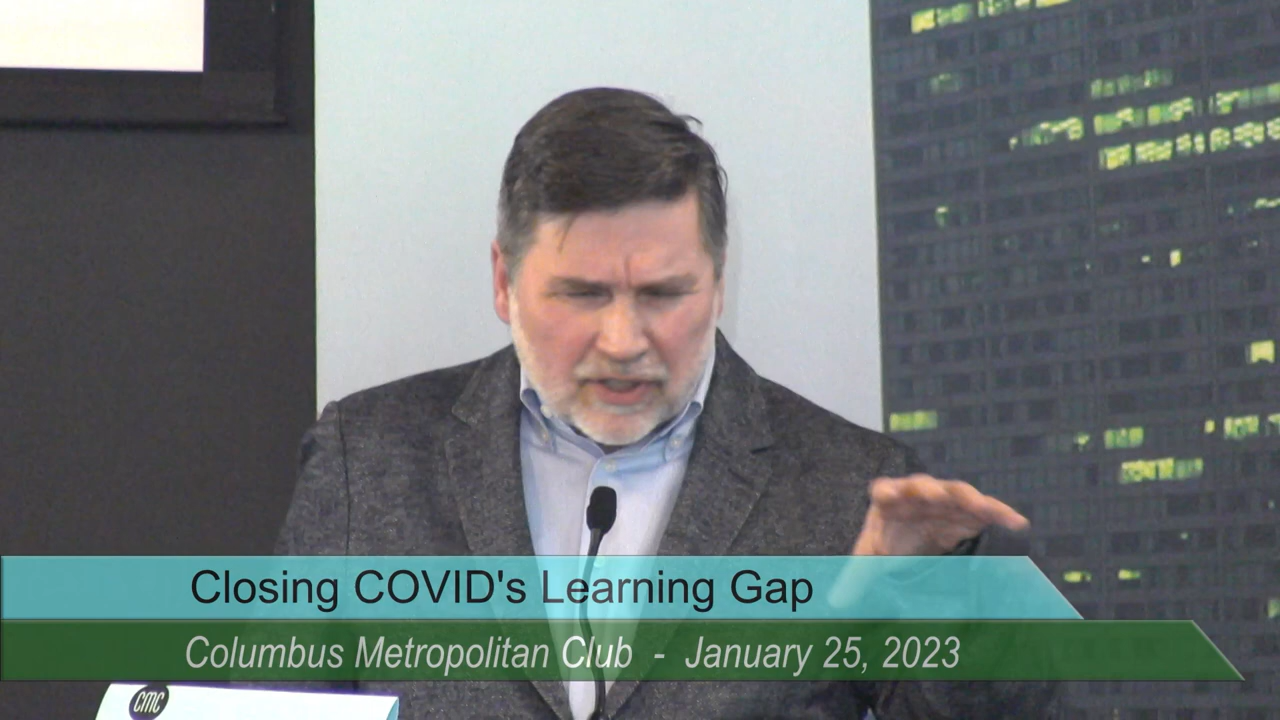 Closing COVID's Learning Gap
Columbus Metropolitan Club - January 25, 2023
CMC